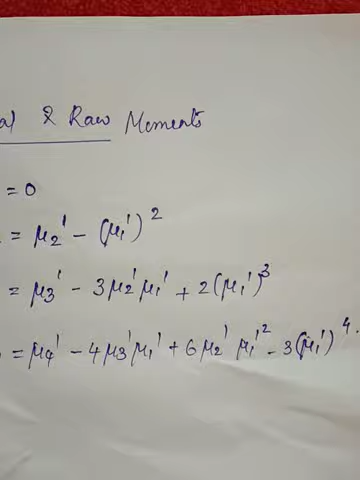 al & Raw Moments
= 0
= μ₂' - (μ₁')²
= μ₃' - 3μ₂'μ₁' + 2(μ₁')³
= μ₄' - 4μ₃'μ₁' + 6μ₂'μ₁'² - 3(μ₁')⁴.